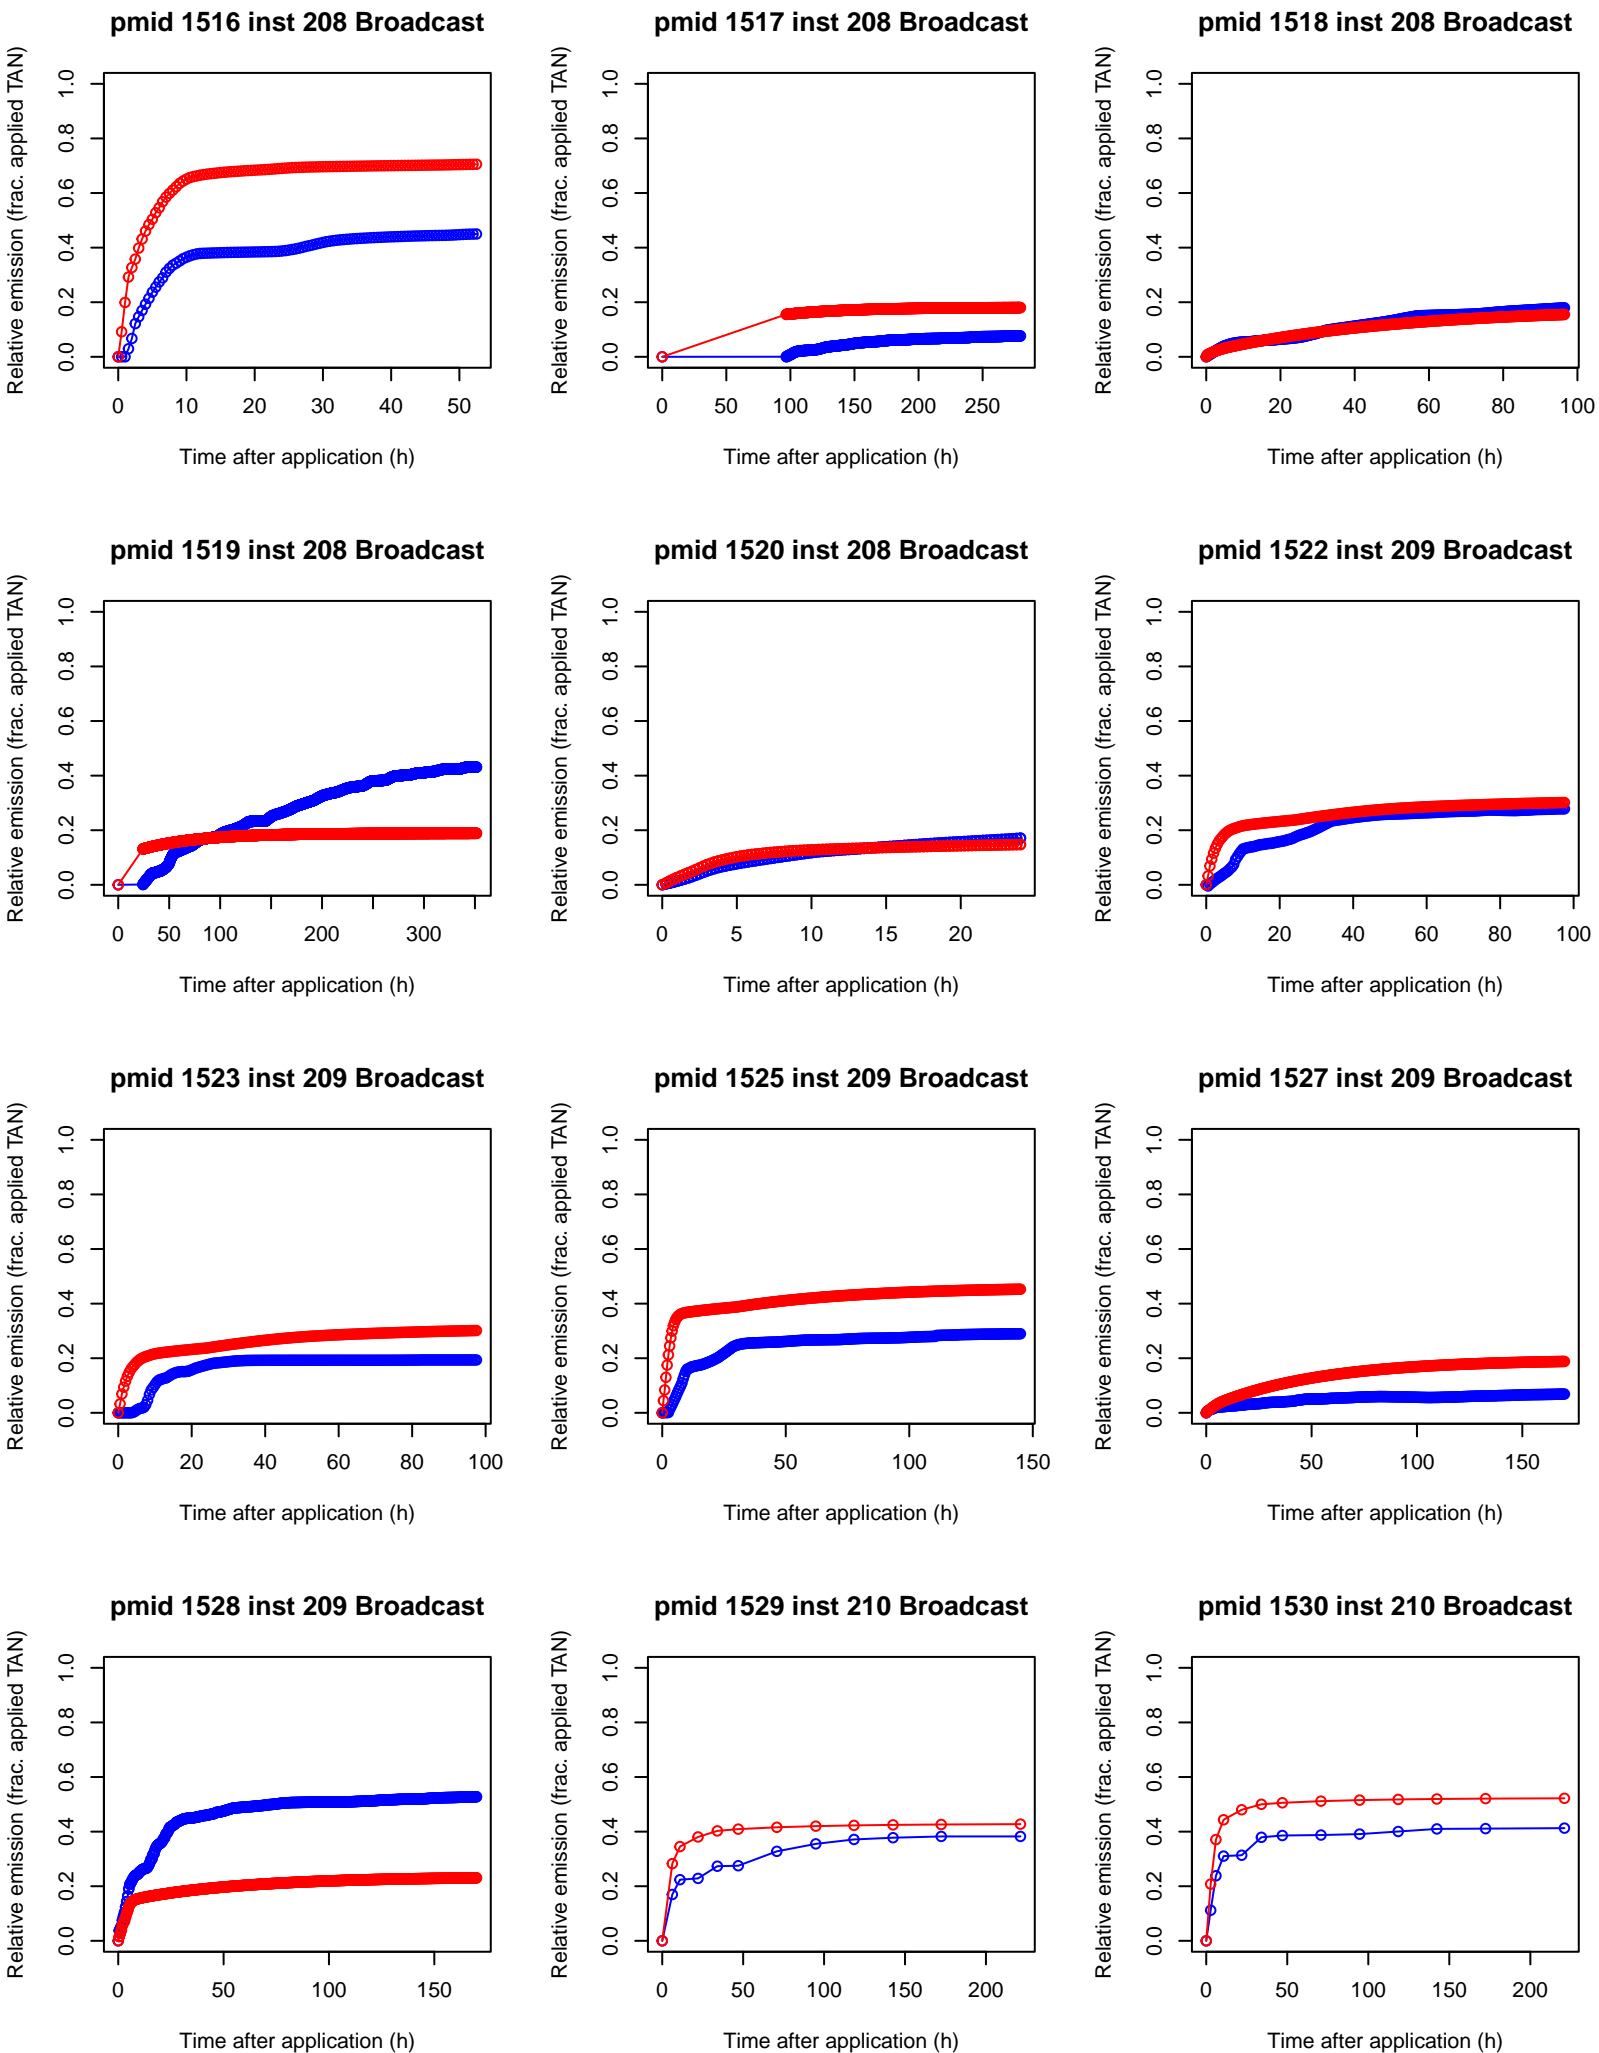 pmid 1516 inst 208 Broadcast
Relative emission (frac. applied TAN)
0.0 0.2 0.4 0.6 0.8 1.0
0 10 20 30 40 50
Time after application (h)
pmid 1517 inst 208 Broadcast
Relative emission (frac. applied TAN)
0.0 0.2 0.4 0.6 0.8 1.0
0 50 100 150 200 250
Time after application (h)
pmid 1518 inst 208 Broadcast
Relative emission (frac. applied TAN)
0.0 0.2 0.4 0.6 0.8 1.0
0 20 40 60 80 100
Time after application (h)
pmid 1519 inst 208 Broadcast
Relative emission (frac. applied TAN)
0.0 0.2 0.4 0.6 0.8 1.0
0 50 100 200 300
Time after application (h)
pmid 1520 inst 208 Broadcast
Relative emission (frac. applied TAN)
0.0 0.2 0.4 0.6 0.8 1.0
0 5 10 15 20
Time after application (h)
pmid 1522 inst 209 Broadcast
Relative emission (frac. applied TAN)
0.0 0.2 0.4 0.6 0.8 1.0
0 20 40 60 80 100
Time after application (h)
pmid 1523 inst 209 Broadcast
Relative emission (frac. applied TAN)
0.0 0.2 0.4 0.6 0.8 1.0
0 20 40 60 80 100
Time after application (h)
pmid 1525 inst 209 Broadcast
Relative emission (frac. applied TAN)
0.0 0.2 0.4 0.6 0.8 1.0
0 50 100 150
Time after application (h)
pmid 1527 inst 209 Broadcast
Relative emission (frac. applied TAN)
0.0 0.2 0.4 0.6 0.8 1.0
0 50 100 150
Time after application (h)
pmid 1528 inst 209 Broadcast
Relative emission (frac. applied TAN)
0.0 0.2 0.4 0.6 0.8 1.0
0 50 100 150
Time after application (h)
pmid 1529 inst 210 Broadcast
Relative emission (frac. applied TAN)
0.0 0.2 0.4 0.6 0.8 1.0
0 50 100 150 200
Time after application (h)
pmid 1530 inst 210 Broadcast
Relative emission (frac. applied TAN)
0.0 0.2 0.4 0.6 0.8 1.0
0 50 100 150 200
Time after application (h)